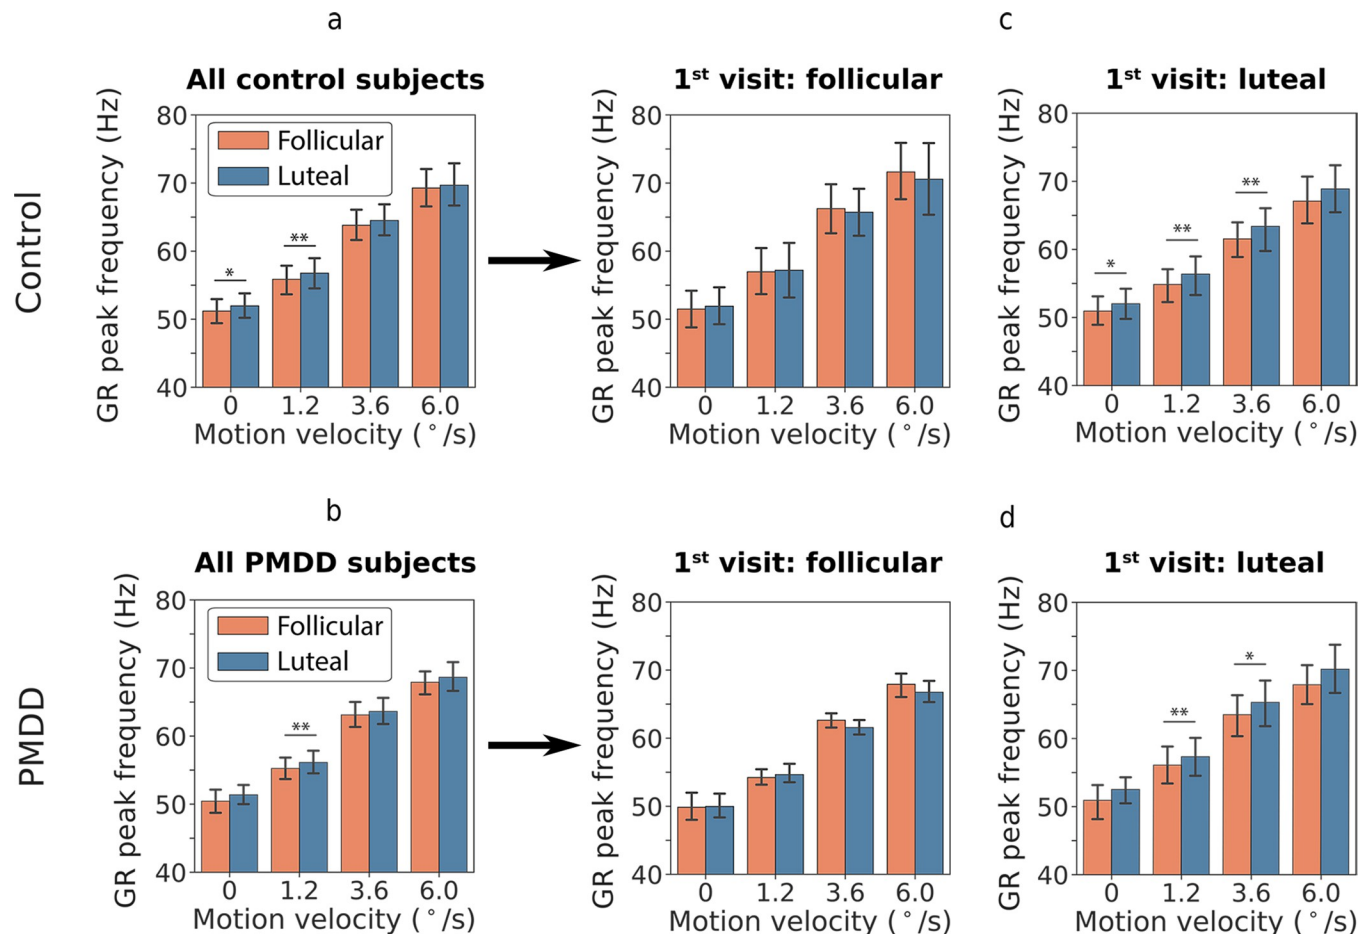 a
c
Control
All control subjects
GR peak frequency (Hz)
80
70
60
50
40
Follicular
Luteal
*
**
0 1.2 3.6 6.0
Motion velocity (°/s)
1st visit: follicular
GR peak frequency (Hz)
80
70
60
50
40
0 1.2 3.6 6.0
Motion velocity (°/s)
1st visit: luteal
GR peak frequency (Hz)
80
70
60
50
40
*
**
**
0 1.2 3.6 6.0
Motion velocity (°/s)
b
d
PMDD
All PMDD subjects
GR peak frequency (Hz)
80
70
60
50
40
Follicular
Luteal
**
0 1.2 3.6 6.0
Motion velocity (°/s)
1st visit: follicular
GR peak frequency (Hz)
80
70
60
50
40
0 1.2 3.6 6.0
Motion velocity (°/s)
1st visit: luteal
GR peak frequency (Hz)
80
70
60
50
40
**
*
0 1.2 3.6 6.0
Motion velocity (°/s)